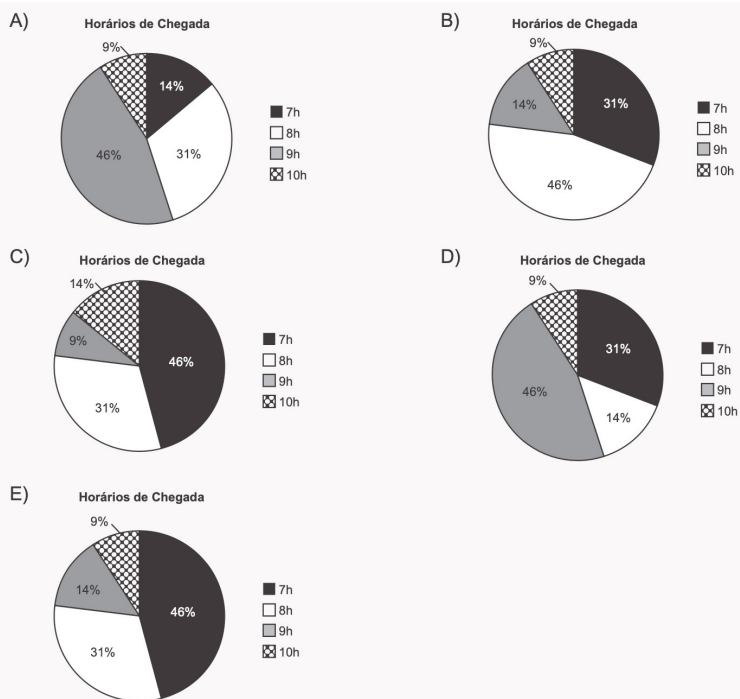 A)
Horários de Chegada
9%
14%
31%
46%
7h
8h
9h
10h
B)
Horários de Chegada
9%
31%
14%
46%
7h
8h
9h
10h
C)
Horários de Chegada
14%
9%
46%
31%
7h
8h
9h
10h
D)
Horários de Chegada
9%
31%
46%
14%
7h
8h
9h
10h
E)
Horários de Chegada
9%
14%
46%
31%
7h
8h
9h
10h